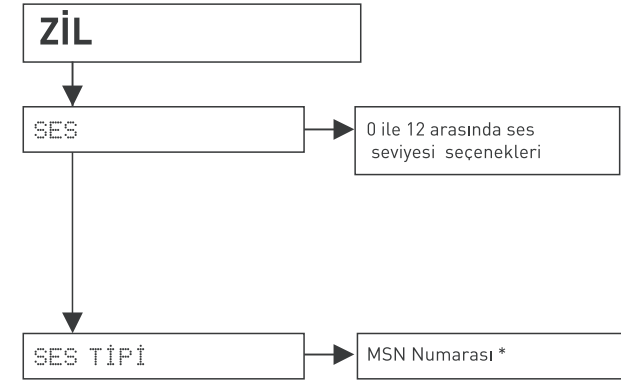 ZİL
SES
0 ile 12 arasında ses
seviyesi seçenekleri
SES TİPİ
MSN Numarası *